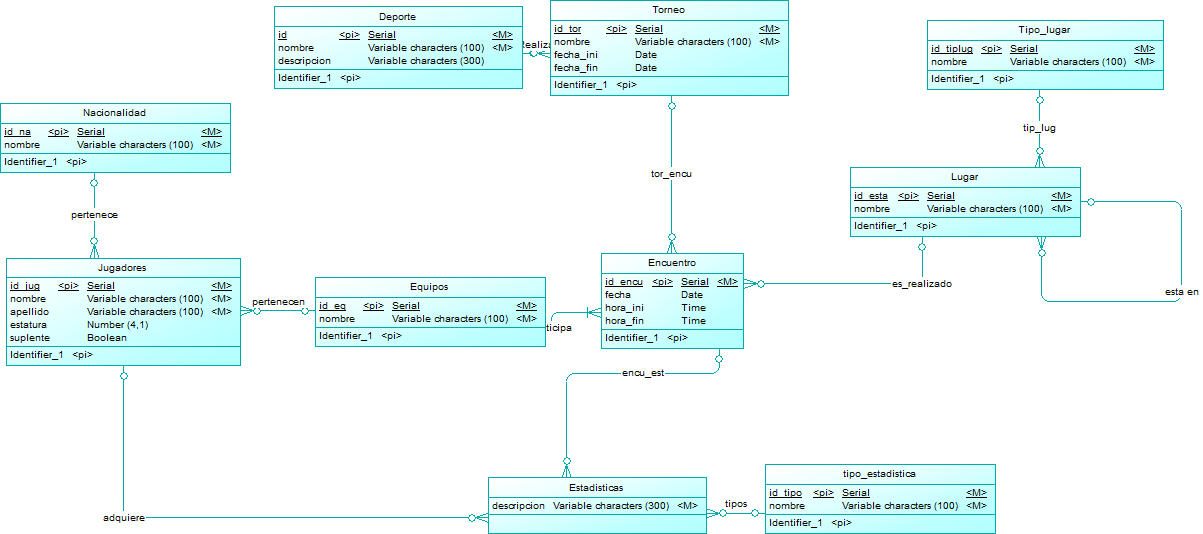 Deporte
id <pi> Serial <M>
nombre Variable characters (100) <M>
descripcion Variable characters (300)
Identifier_1 <pi>
Realiza
Torneo
id_tor <pi> Serial <M>
nombre Variable characters (100) <M>
fecha_ini Date
fecha_fin Date
Identifier_1 <pi>
Tipo_lugar
id_tiplug <pi> Serial <M>
nombre Variable characters (100) <M>
Identifier_1 <pi>
Nacionalidad
id_na <pi> Serial <M>
nombre Variable characters (100) <M>
Identifier_1 <pi>
tip_lug
tor_encu
Lugar
id_esta <pi> Serial <M>
nombre Variable characters (100) <M>
Identifier_1 <pi>
pertenece
esta en
Jugadores
id_jug <pi> Serial <M>
nombre Variable characters (100) <M>
apellido Variable characters (100) <M>
estatura Number (4,1)
suplente Boolean
Identifier_1 <pi>
pertenecen
Equipos
id_eq <pi> Serial <M>
nombre Variable characters (100) <M>
Identifier_1 <pi>
ticipa
Encuentro
id_encu <pi> Serial <M>
fecha Date
hora_ini Time
hora_fin Time
Identifier_1 <pi>
es_realizado
encu_est
adquiere
Estadisticas
descripcion Variable characters (300) <M>
tipos
tipo_estadistica
id_tipo <pi> Serial <M>
nombre Variable characters (100) <M>
Identifier_1 <pi>